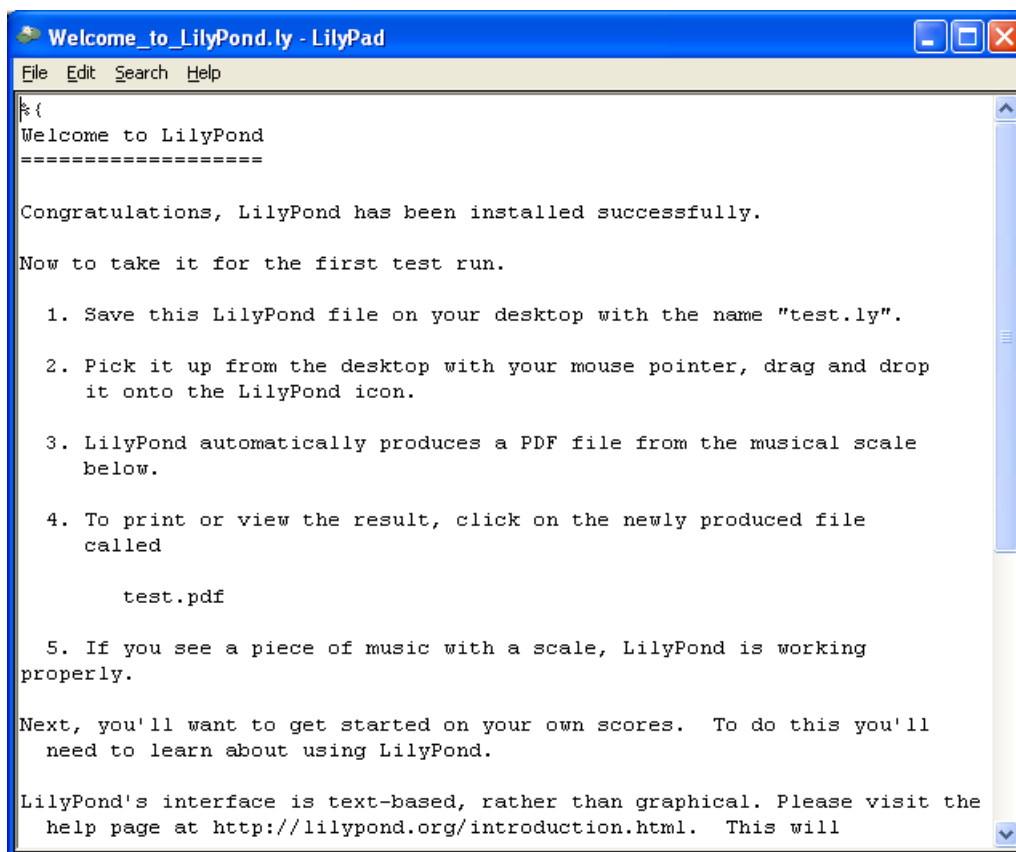 Welcome_to_LilyPond.ly - LilyPad
File Edit Search Help
%{
Welcome to LilyPond
===================
Congratulations, LilyPond has been installed successfully.
Now to take it for the first test run.
1. Save this LilyPond file on your desktop with the name "test.ly".
2. Pick it up from the desktop with your mouse pointer, drag and drop
it onto the LilyPond icon.
3. LilyPond automatically produces a PDF file from the musical scale
below.
4. To print or view the result, click on the newly produced file
called
test.pdf
5. If you see a piece of music with a scale, LilyPond is working
properly.
Next, you'll want to get started on your own scores.  To do this you'll
need to learn about using LilyPond.
LilyPond's interface is text-based, rather than graphical. Please visit the
help page at http://lilypond.org/introduction.html.  This will